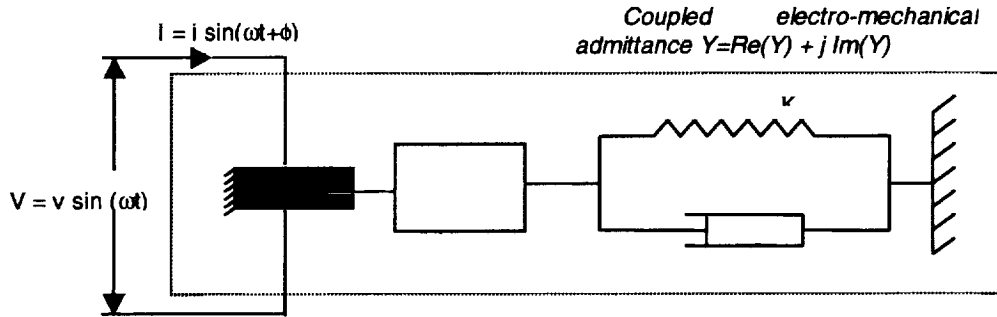 I = i sin(ωt+ϕ)
Coupled electro-mechanical
admittance Y=Re(Y) + j Im(Y)
K
V = v sin (ωt)